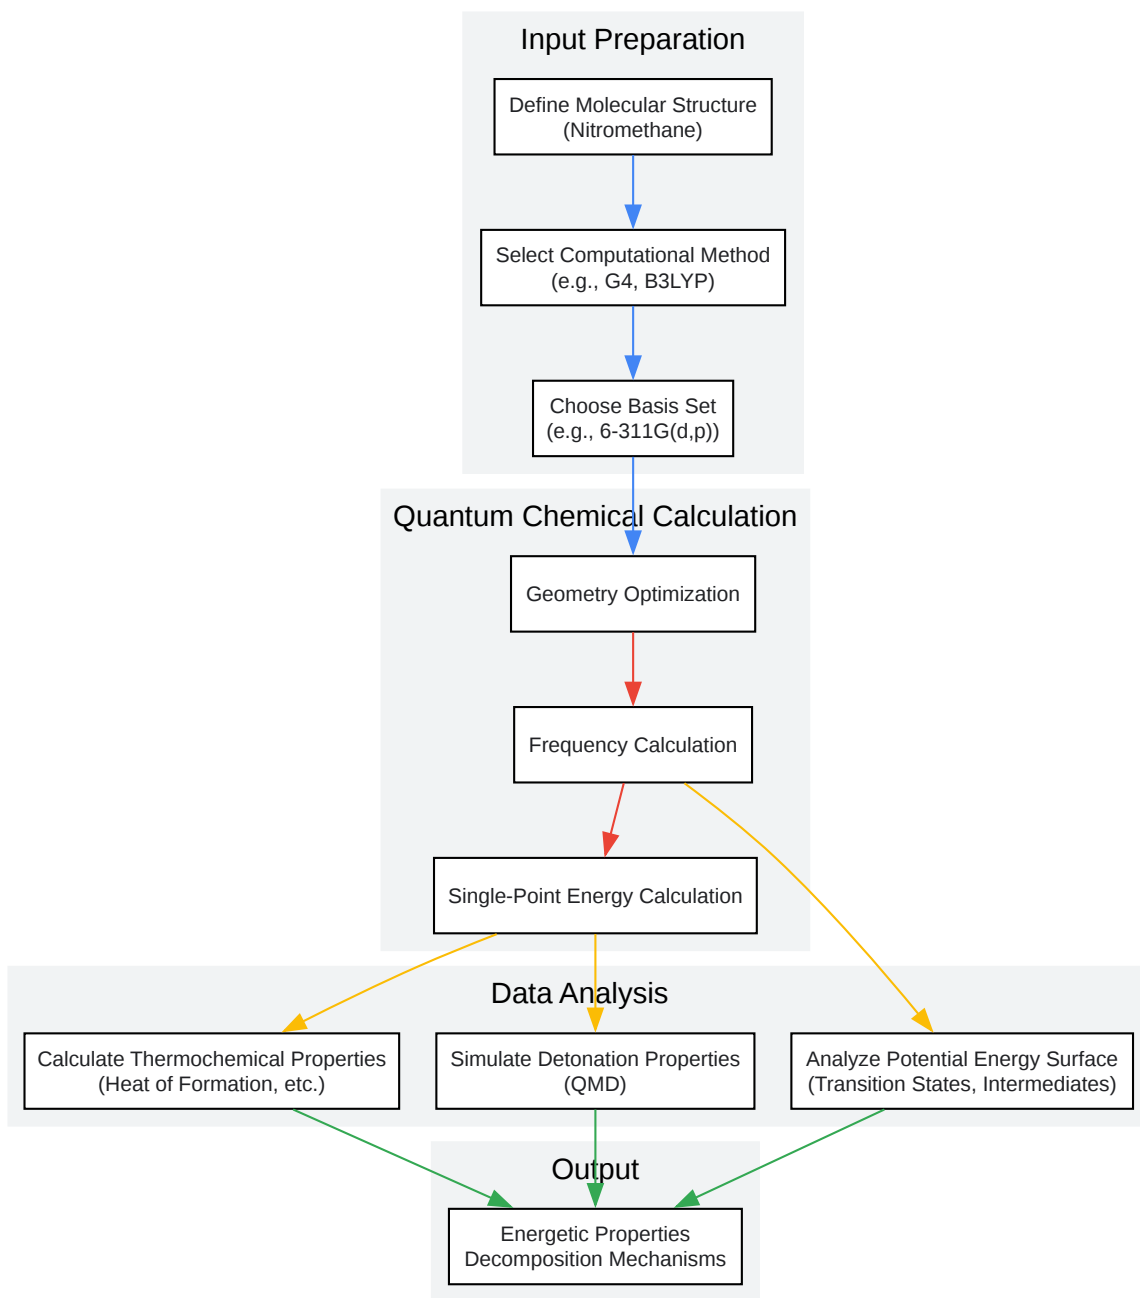 Input Preparation
Define Molecular Structure
(Nitromethane)
Select Computational Method
(e.g., G4, B3LYP)
Choose Basis Set
(e.g., 6-311G(d,p))
Quantum Chemical Calculation
Geometry Optimization
Frequency Calculation
Single-Point Energy Calculation
Data Analysis
Calculate Thermochemical Properties
(Heat of Formation, etc.)
Simulate Detonation Properties
(QMD)
Analyze Potential Energy Surface
(Transition States, Intermediates)
Output
Energetic Properties
Decomposition Mechanisms